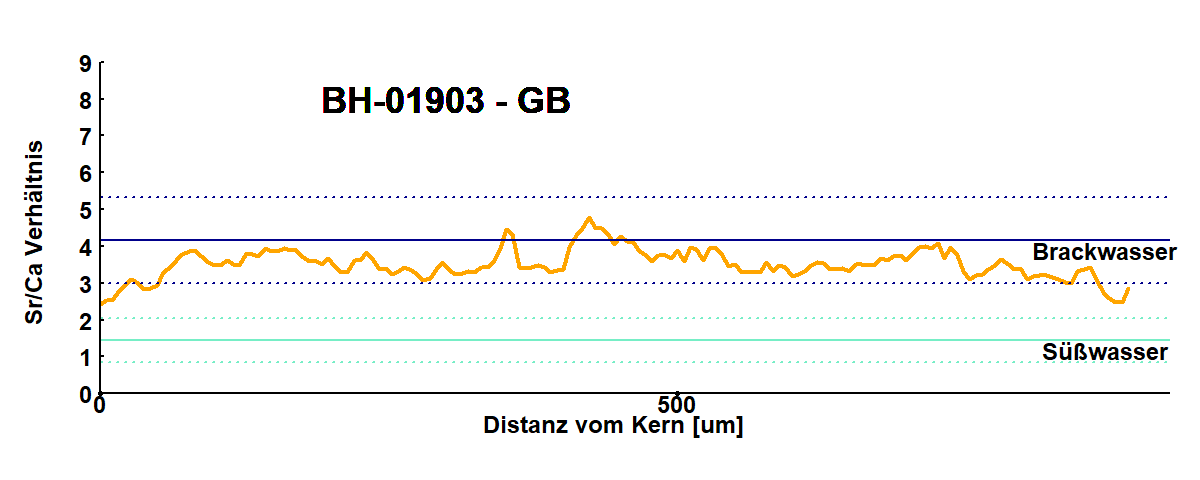 BH-01903 - GB
Sr/Ca Verhältnis
9
8
7
6
5
4
3
2
1
0
Brackwasser
Süßwasser
0
500
Distanz vom Kern [um]